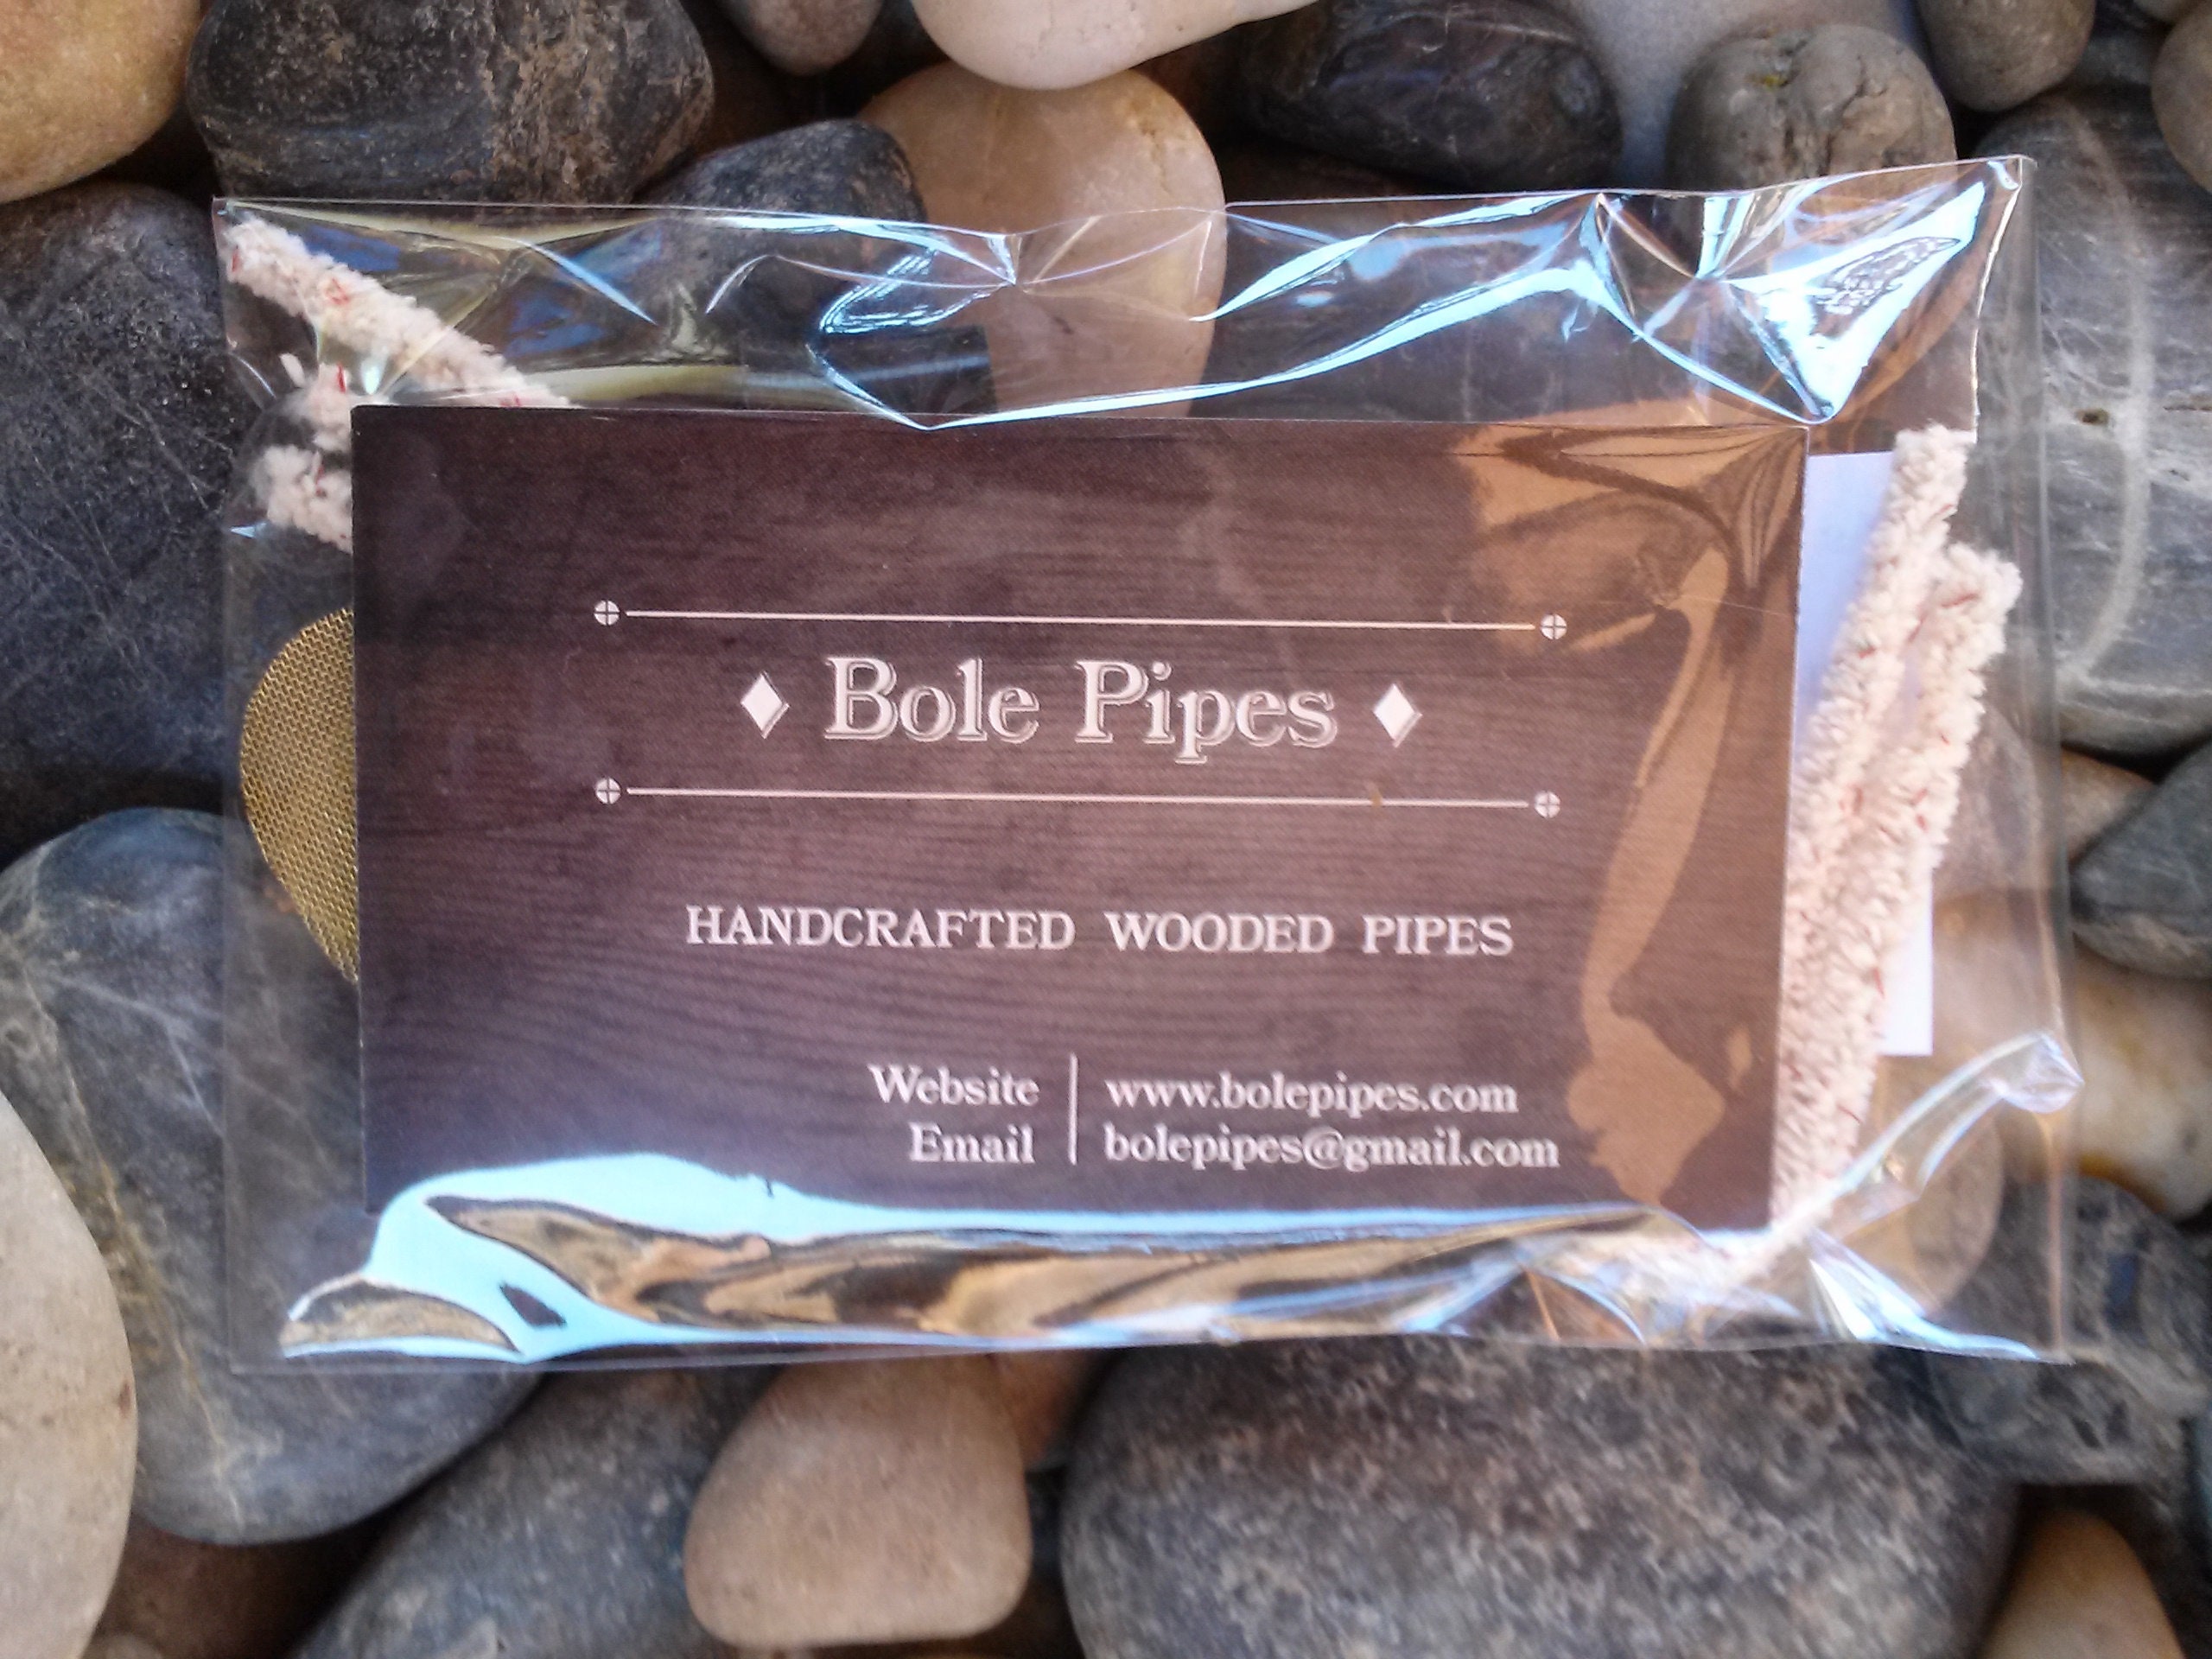 Bole Pipes
HANDCRAFTED WOODED PIPES
Website | www.bolepipes.com
Email | bolepipes@gmail.com